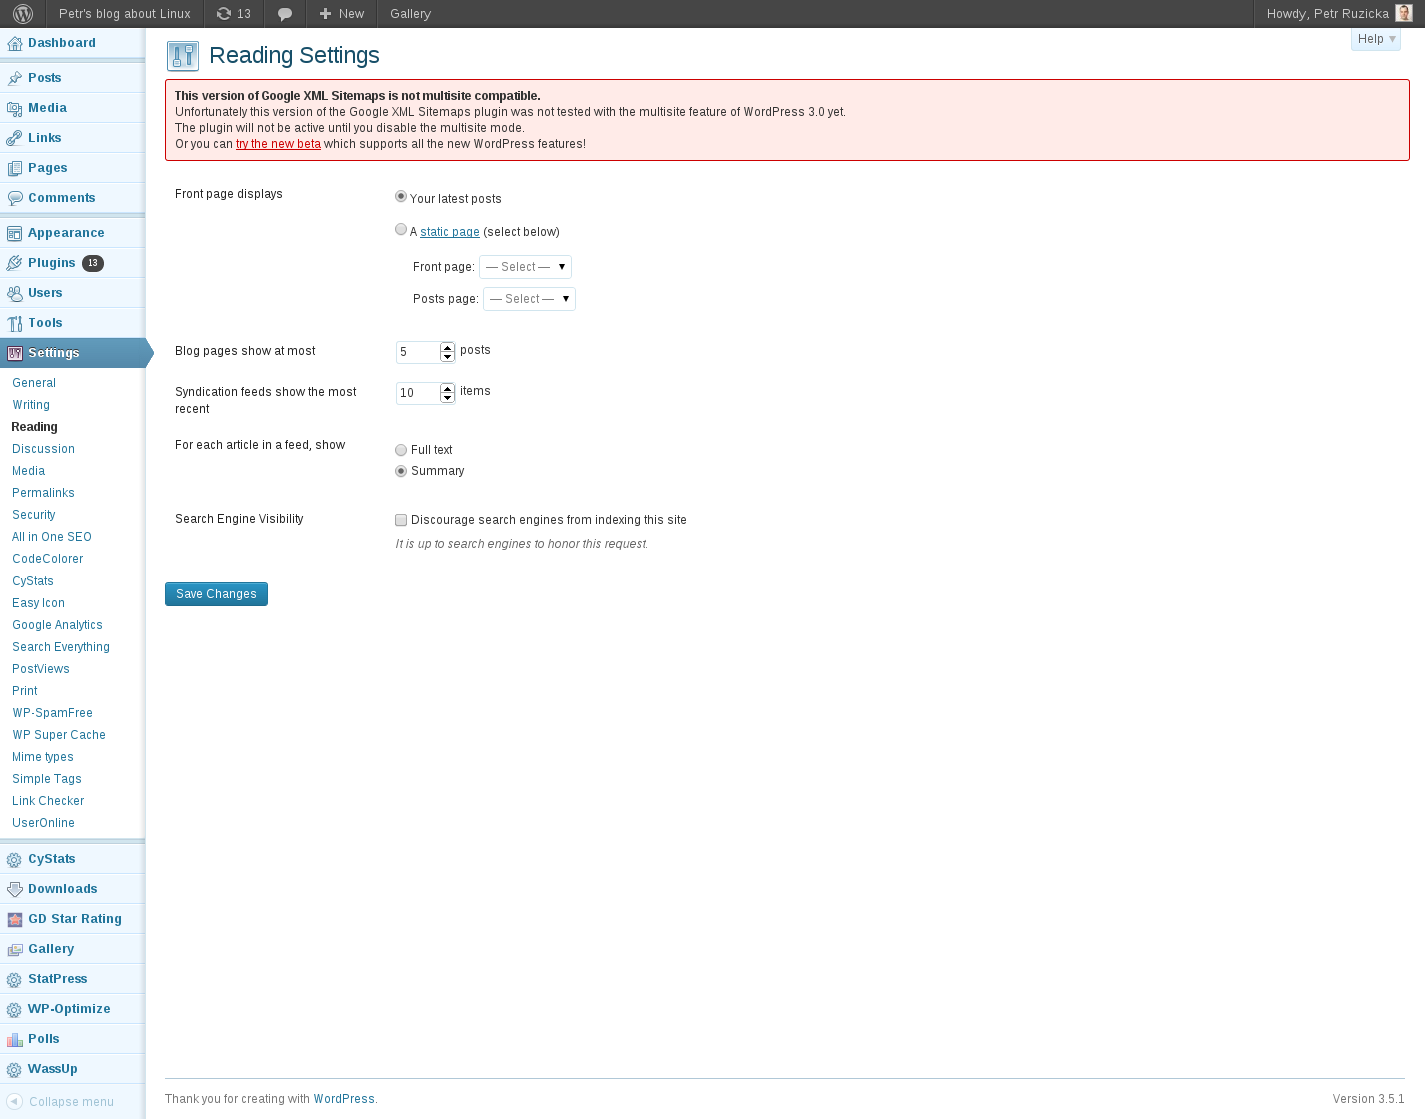 Petr's blog about Linux 13 New Gallery Howdy, Petr Ruzicka
Help
Dashboard
Posts
Media
Links
Pages
Comments
Appearance
Plugins 13
Users
Tools
Settings
General
Writing
Reading
Discussion
Media
Permalinks
Security
All in One SEO
CodeColorer
CyStats
Easy Icon
Google Analytics
Search Everything
PostViews
Print
WP-SpamFree
WP Super Cache
Mime types
Simple Tags
Link Checker
UserOnline
CyStats
Downloads
GD Star Rating
Gallery
StatPress
WP-Optimize
Polls
WassUp
Collapse menu
Reading Settings
This version of Google XML Sitemaps is not multisite compatible.
Unfortunately this version of the Google XML Sitemaps plugin was not tested with the multisite feature of WordPress 3.0 yet.
The plugin will not be active until you disable the multisite mode.
Or you can try the new beta which supports all the new WordPress features!
Front page displays
Your latest posts
A static page (select below)
Front page: — Select —
Posts page: — Select —
Blog pages show at most 5 posts
Syndication feeds show the most
recent
10 items
For each article in a feed, show
Full text
Summary
Search Engine Visibility
Discourage search engines from indexing this site
It is up to search engines to honor this request.
Save Changes
Thank you for creating with WordPress. Version 3.5.1